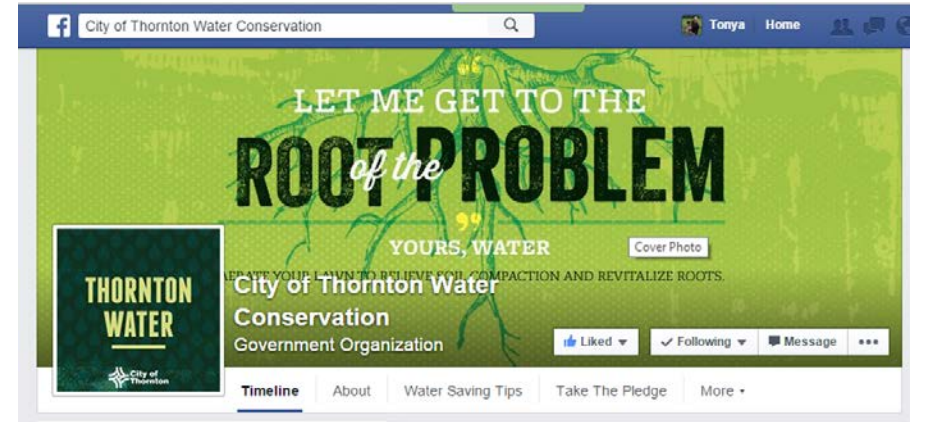 City of Thornton Water Conservation
Tonya Home
“
LET ME GET TO THE
ROOT of the PROBLEM
”
YOURS, WATER
Cover Photo
AERATE YOUR LAWN TO RELIEVE SOIL COMPACTION AND REVITALIZE ROOTS.
THORNTON
WATER
City of
Thornton
City of Thornton Water
Conservation
Government Organization
Liked Following Message
Timeline About Water Saving Tips Take The Pledge More